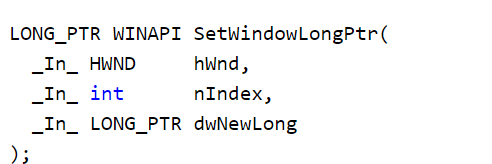 LONG_PTR WINAPI SetWindowLongPtr(
  _In_ HWND     hWnd,
  _In_ int      nIndex,
  _In_ LONG_PTR dwNewLong
);